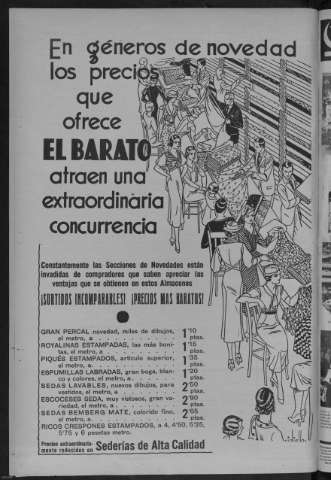 En géneros de novedad
los precios
que
ofrece
EL BARATO
atraen una
extraordinaria
concurrencia
Constantemente las Secciones de Novedades están
invadidas de compradores que saben apreciar las
ventajas que se obtienen en estos Almacenes
¡SURTIDOS INCOMPARABLES! ¡PRECIOS MAS BARATOS!
GRAN PERCAL novedad, miles de dibujos,
el metro, a 1'10 ptas.
ROYALINAS ESTAMPADAS, las más bonitas,
el metro, a 1'15 ptas.
PIQUÉS ESTAMPADOS, artículo superior,
el metro, a 1'35 ptas.
ESPUMILLAS LABRADAS, gran boga, blanco
y colores, el metro, a 1'20 ptas.
SEDAS LAVABLES, nuevos dibujos, para
vestidos, el metro, a 2'50 ptas.
ESCOCESES SEDA, muy vistosos, gran variedad,
el metro, a 2'90 ptas.
SEDAS BEMBERG MATE, colorido fino,
el metro, a 2'65 ptas.
RICOS CRESPONES ESTAMPADOS, a 4, 4'50, 5'25,
5'75 y 6 pesetas metro.
Precios extraordinariamente
reducidos en Sederías de Alta Calidad